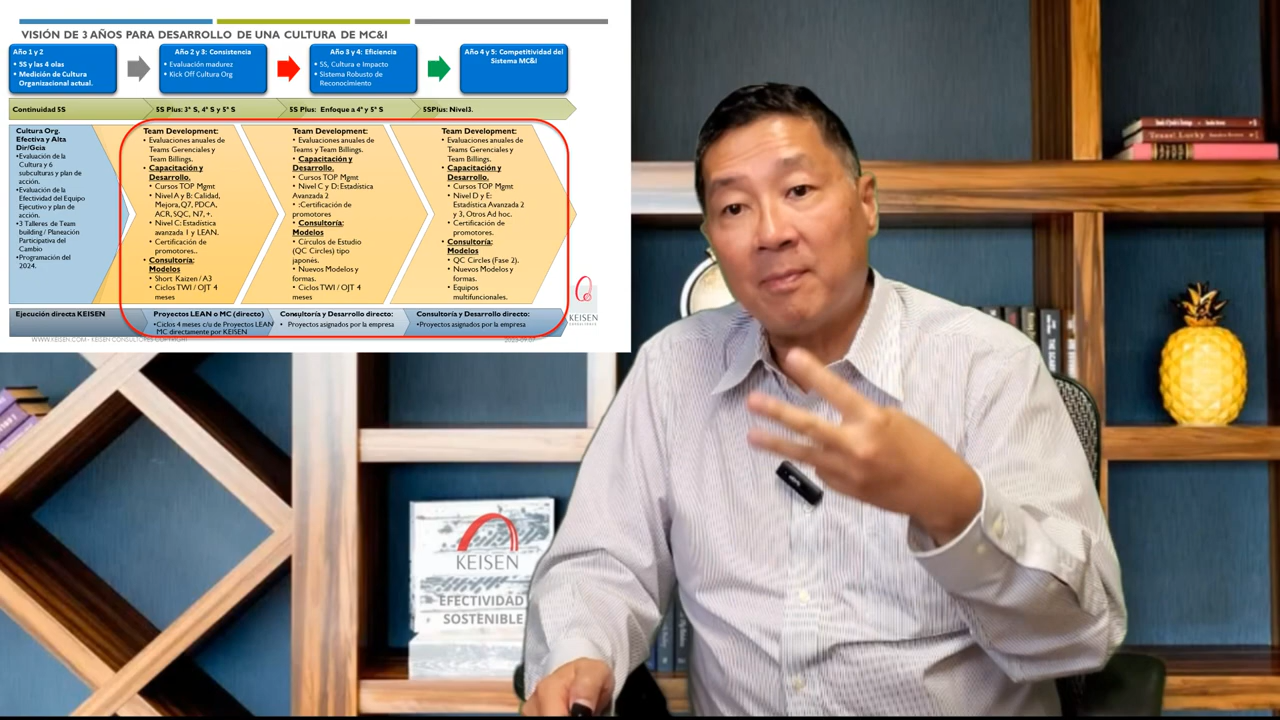 VISIÓN DE 3 AÑOS PARA DESARROLLO DE UNA CULTURA DE MC&I
Año 1 y 2
• 5S y las 4 olas
• Medición de Cultura
Organizacional actual.
Año 2 y 3: Consistencia
• Evaluación madurez
• Kick Off Cultura Org
Año 3 y 4: Eficiencia
• 5S, Cultura e Impacto
• Sistema Robusto de
Reconocimiento
Año 4 y 5: Competitividad del
Sistema MC&I
Continuidad 5S
5S Plus: 3ª S, 4ª S y 5ª S
5S Plus: Enfoque a 4ª y 5ª S
5SPlus: Nivel3.
Cultura Org.
Efectiva y Alta
Dir/Gcia
•Evaluación de la
Cultura y 6
subculturas y plan de
acción.
•Evaluación de la
Efectividad del Equipo
Ejecutivo y plan de
acción.
•3 Talleres de Team
building / Planeación
Participativa del
Cambio
•Programación del
2024.
Team Development:
• Evaluaciones anuales de
Teams Gerenciales y
Team Billings.
• Capacitación y
Desarrollo.
• Cursos TOP Mgmt
• Nivel A y B: Calidad,
Mejora, Q7, PDCA,
ACR, SQC, N7, +.
• Nivel C: Estadística
avanzada 1 y LEAN.
• Certificación de
promotores..
• Consultoría:
Modelos
• Short Kaizen / A3
• Ciclos TWI / OJT 4
meses
Team Development:
• Evaluaciones anuales de
Teams y Team Billings.
• Capacitación y
Desarrollo.
• Cursos TOP Mgmt
• Nivel C y D: Estadística
Avanzada 2
• :Certificación de
promotores
• Consultoría:
Modelos
• Círculos de Estudio
(QC Circles) tipo
japonés.
• Nuevos Modelos y
formas.
• Ciclos TWI / OJT 4
meses
Team Development:
• Evaluaciones anuales de
Teams Gerenciales y
Team Billings.
• Capacitación y
Desarrollo.
• Cursos TOP Mgmt
• Nivel D y E:
Estadística Avanzada 2
y 3, Otros Ad hoc.
• Certificación de
promotores.
• Consultoría:
Modelos
• QC Circles (Fase 2).
• Nuevos Modelos y
formas.
• Equipos
multifuncionales.
Ejecución directa KEISEN
Proyectos LEAN o MC (directo)
•Ciclos 4 meses c/u de Proyectos LEAN
MC directamente por KEISEN
Consultoría y Desarrollo directo:
• Proyectos asignados por la empresa
Consultoría y Desarrollo directo:
•Proyectos asignados por la empresa
KEISEN
WWW.KEISEN.COM - KEISEN CONSULTORES COPYRIGHT
KEISEN
EFECTIVIDAD
SOSTENIBLE